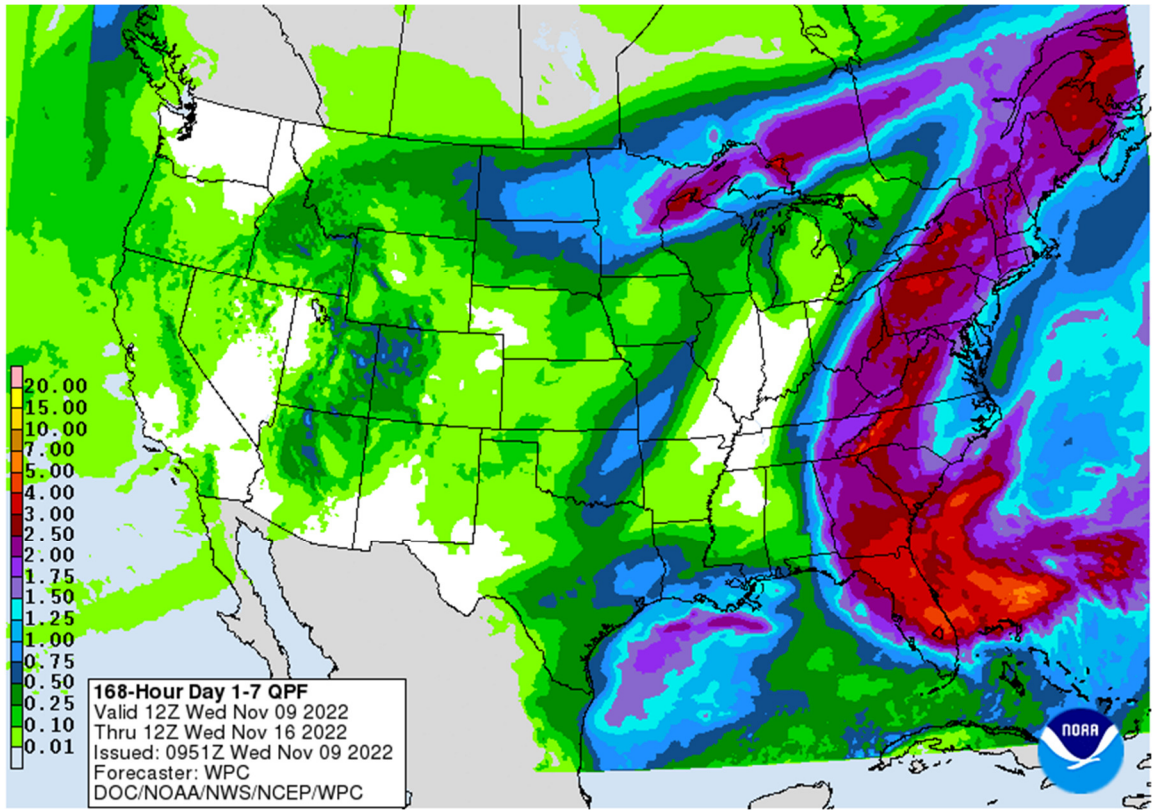 20.00
15.00
10.00
7.00
5.00
4.00
3.00
2.50
2.00
1.75
1.50
1.25
1.00
0.75
0.50
0.25
0.10
0.01
168-Hour Day 1-7 QPF
Valid 12Z Wed Nov 09 2022
Thru 12Z Wed Nov 16 2022
Issued: 0951Z Wed Nov 09 2022
Forecaster: WPC
DOC/NOAA/NWS/NCEP/WPC
NOAA